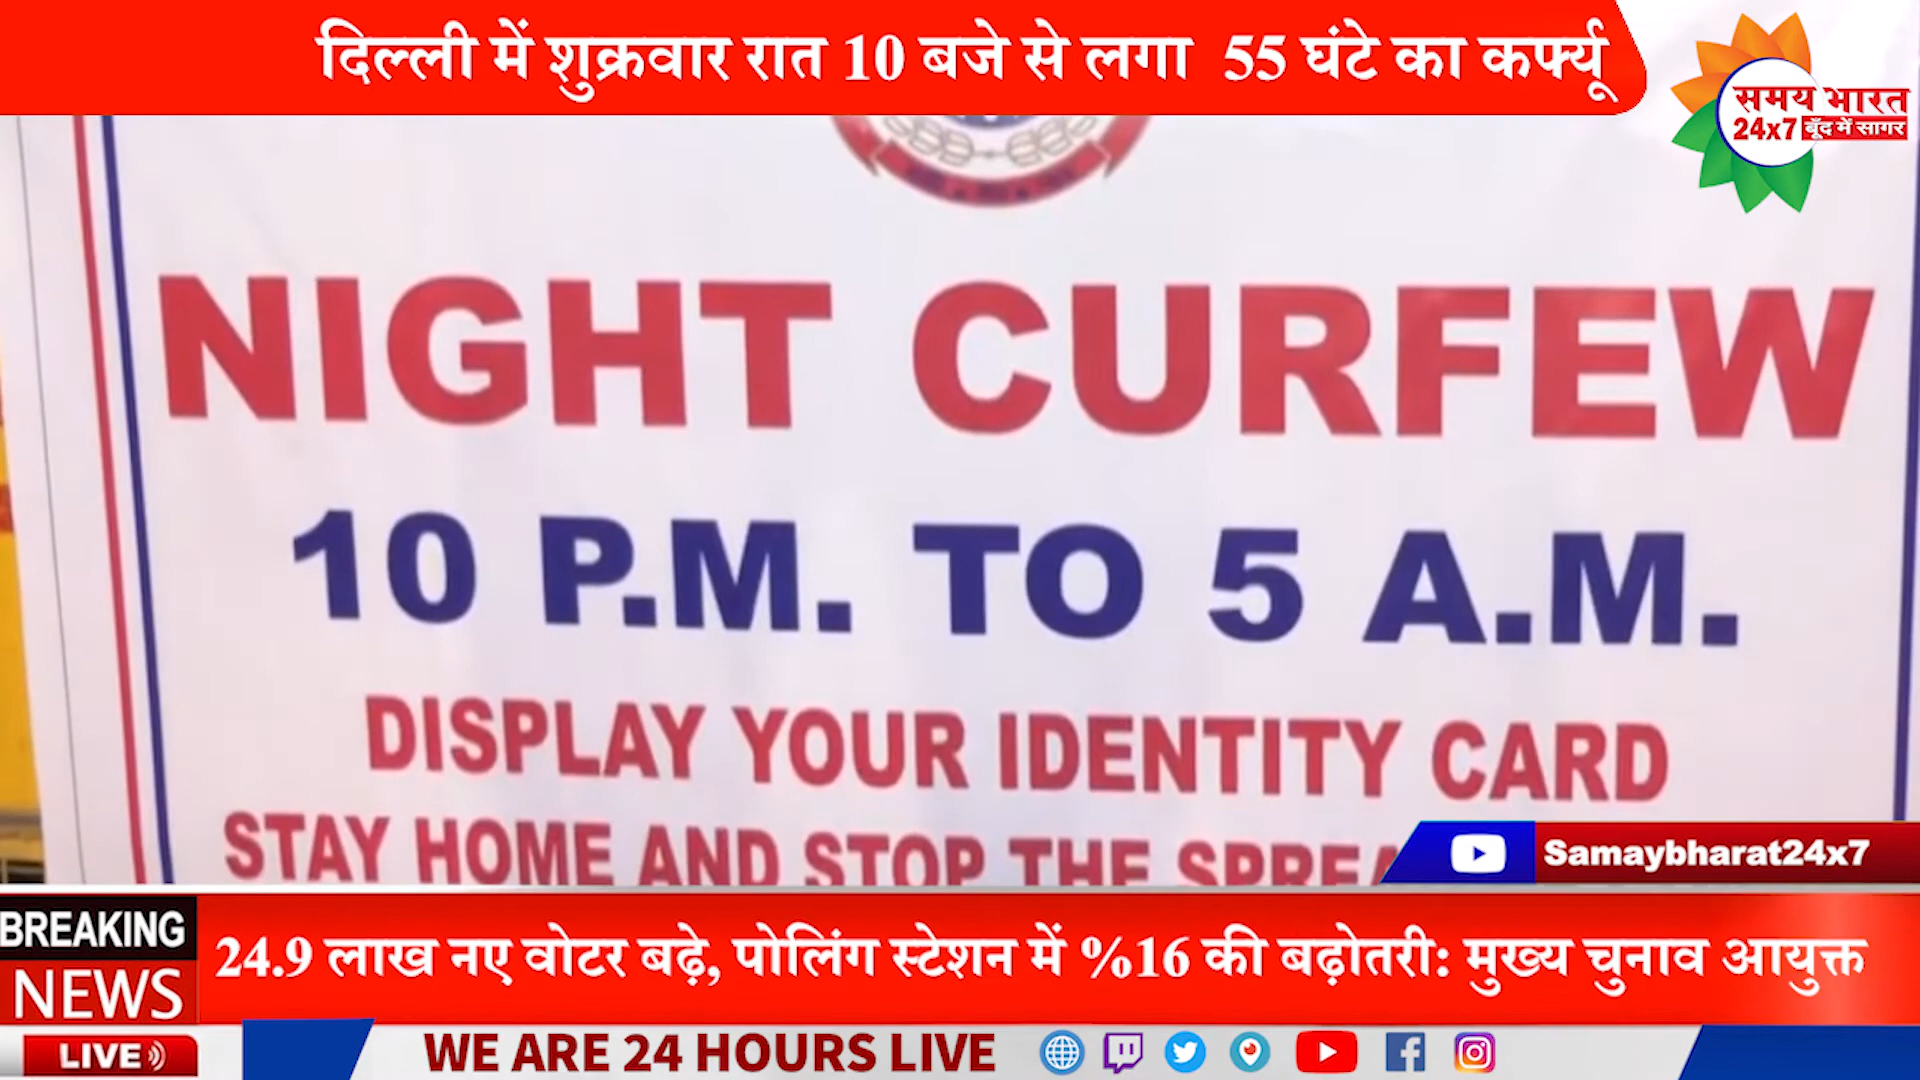 दिल्ली में शुक्रवार रात 10 बजे से लगा 55 घंटे का कर्फ्यू
समय भारत
24x7 बूँद में सागर
NIGHT CURFEW
10 P.M. TO 5 A.M.
DISPLAY YOUR IDENTITY CARD
STAY HOME AND STOP THE
Samaybharat24x7
BREAKING
NEWS
24.9 लाख नए वोटर बढ़े, पोलिंग स्टेशन में %16 की बढ़ोतरी: मुख्य चुनाव आयुक्त
LIVE
WE ARE 24 HOURS LIVE